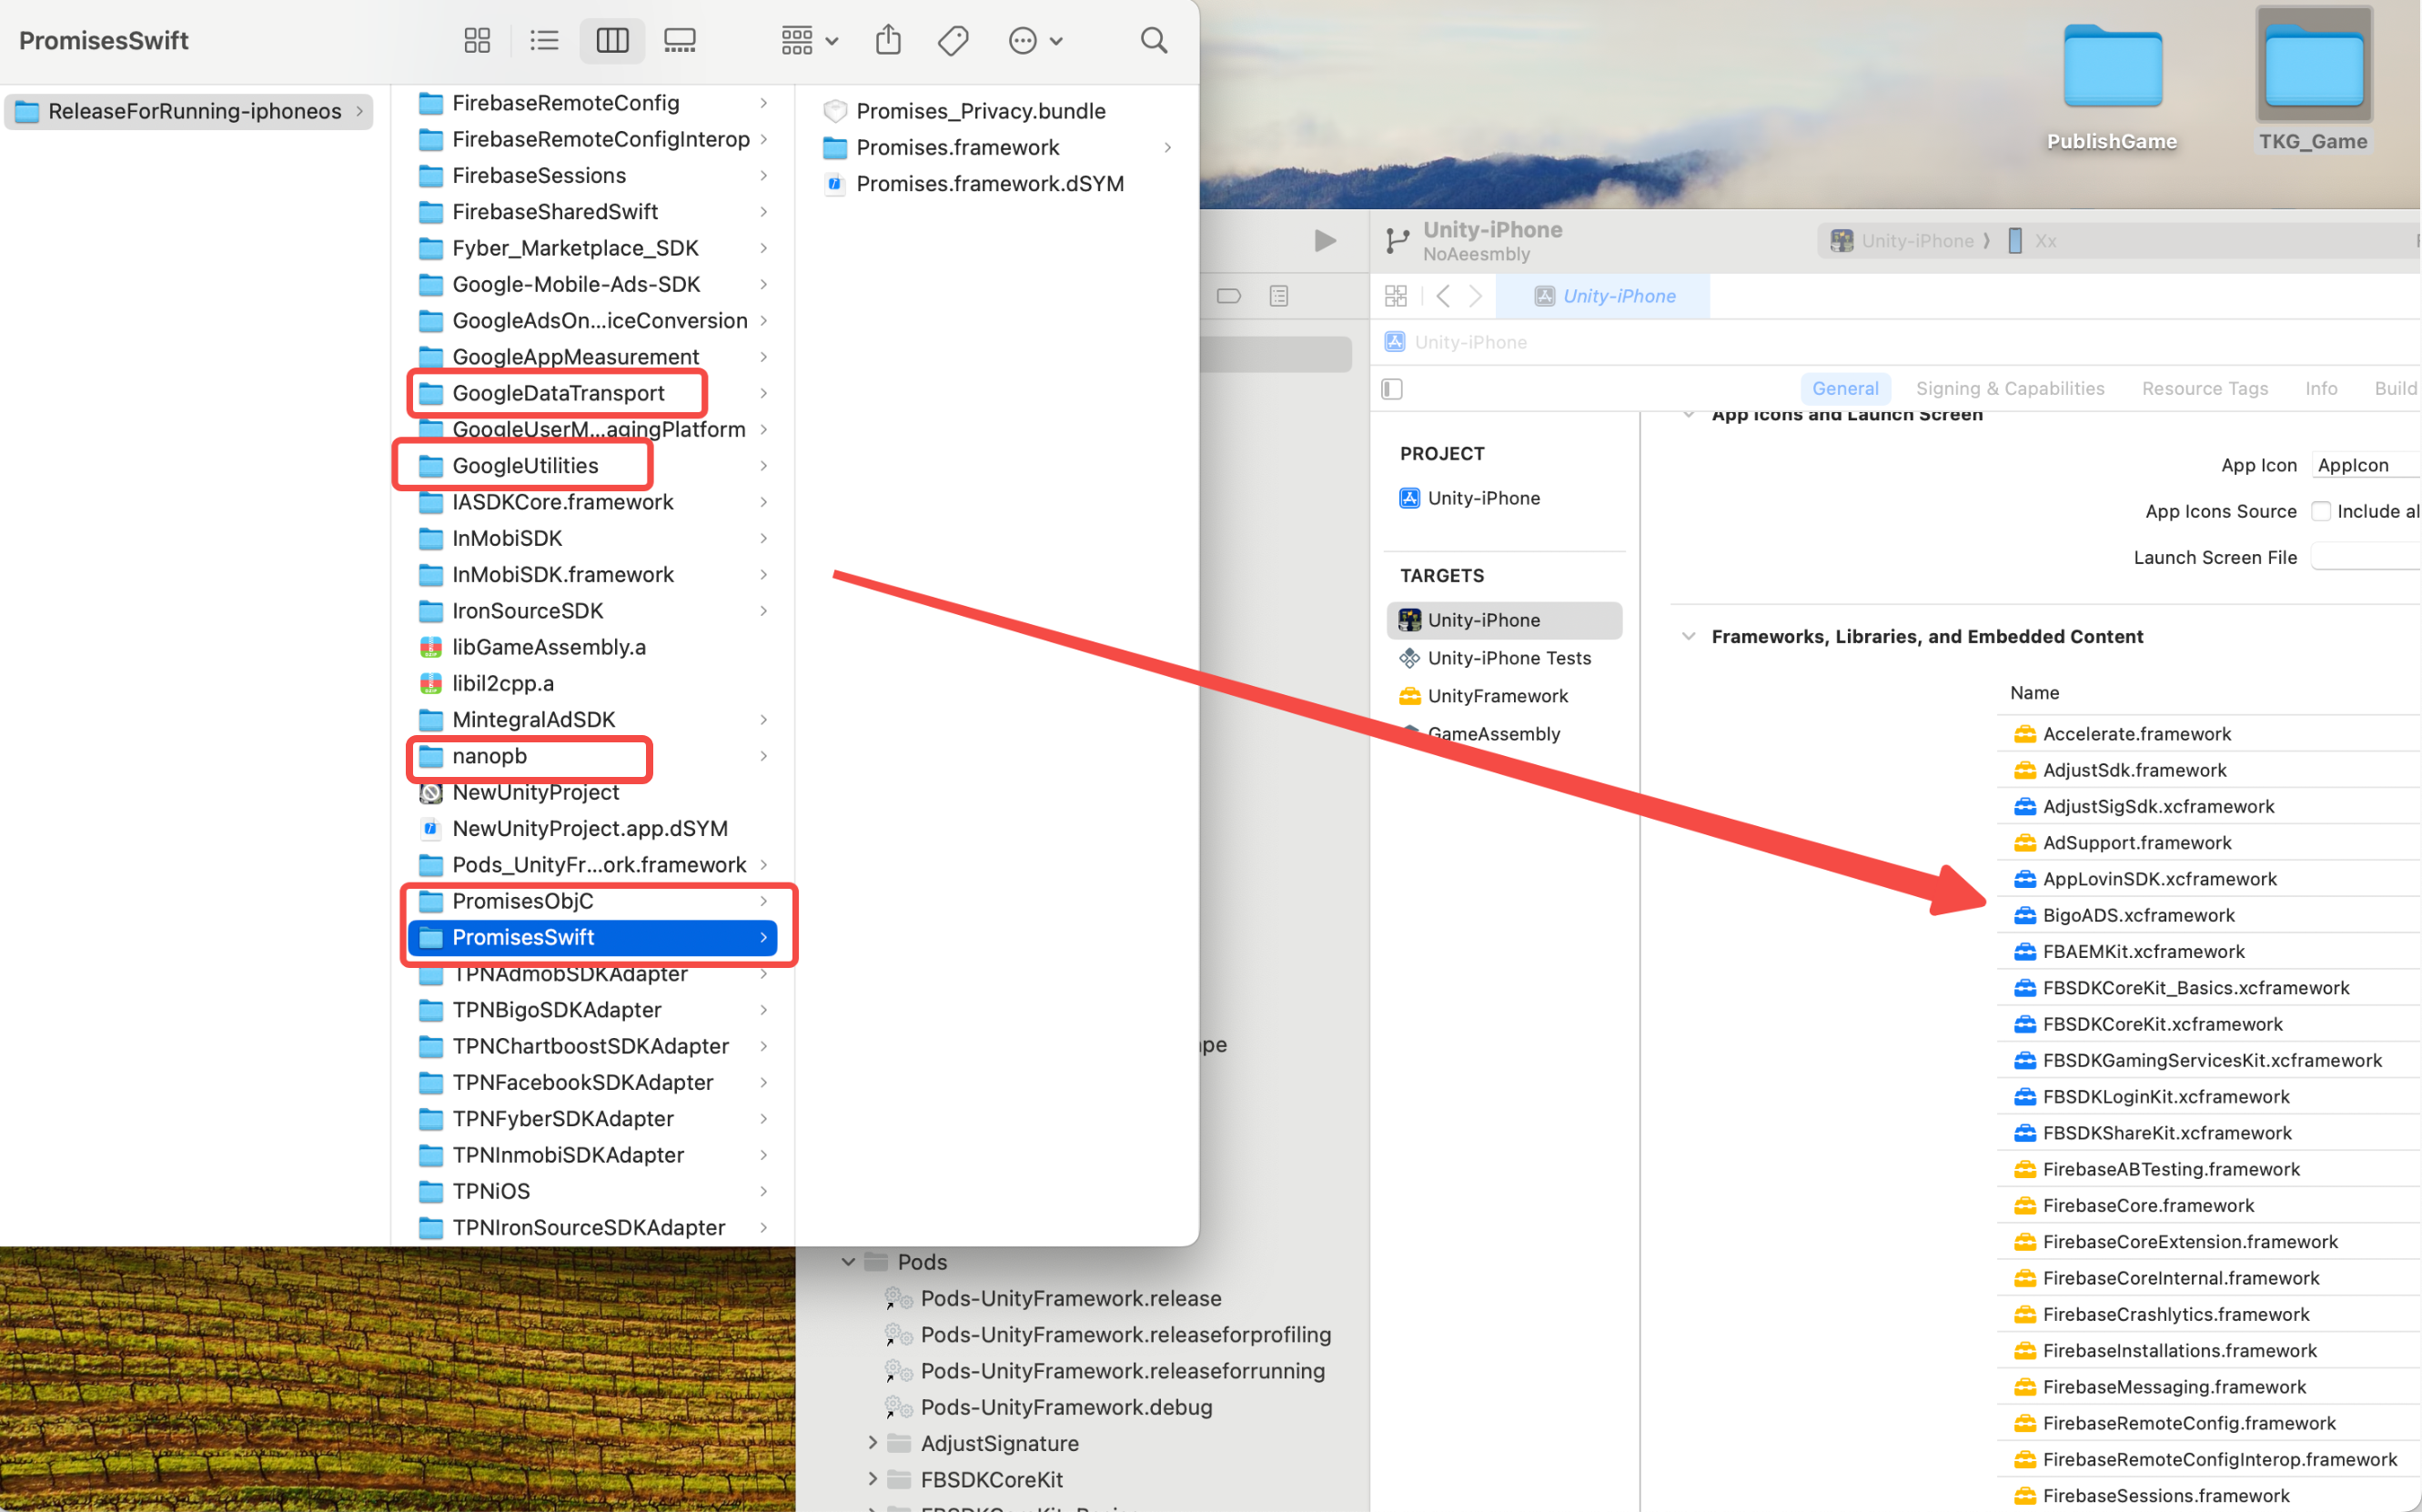 PromisesSwift
ReleaseForRunning-iphoneos
FirebaseRemoteConfig
FirebaseRemoteConfigInterop
FirebaseSessions
FirebaseSharedSwift
Fyber_Marketplace_SDK
Google-Mobile-Ads-SDK
GoogleAdsOn...iceConversion
GoogleAppMeasurement
GoogleDataTransport
GoogleUserM...agingPlatform
GoogleUtilities
IASDKCore.framework
InMobiSDK
InMobiSDK.framework
IronSourceSDK
libGameAssembly.a
libil2cpp.a
MintegralAdSDK
nanopb
NewUnityProject
NewUnityProject.app.dSYM
Pods_UnityFr...ork.framework
PromisesObjC
PromisesSwift
TPNAdmobSDKAdapter
TPNBigoSDKAdapter
TPNChartboostSDKAdapter
TPNFacebookSDKAdapter
TPNFyberSDKAdapter
TPNInmobiSDKAdapter
TPNiOS
TPNIronSourceSDKAdapter
Promises_Privacy.bundle
Promises.framework
Promises.framework.dSYM
PublishGame
TKG_Game
Unity-iPhone
NoAeesmbly
Unity-iPhone
Xx
Unity-iPhone
Unity-iPhone
General
Signing & Capabilities
Resource Tags
Info
Build
PROJECT
Unity-iPhone
TARGETS
Unity-iPhone
Unity-iPhone Tests
UnityFramework
GameAssembly
App Icons and Launch Screen
App Icon
AppIcon
App Icons Source
Include al
Launch Screen File
Frameworks, Libraries, and Embedded Content
Name
Accelerate.framework
AdjustSdk.framework
AdjustSigSdk.xcframework
AdSupport.framework
AppLovinSDK.xcframework
BigoADS.xcframework
FBAEMKit.xcframework
FBSDKCoreKit_Basics.xcframework
FBSDKCoreKit.xcframework
FBSDKGamingServicesKit.xcframework
FBSDKLoginKit.xcframework
FBSDKShareKit.xcframework
FirebaseABTesting.framework
FirebaseCore.framework
FirebaseCoreExtension.framework
FirebaseCoreInternal.framework
FirebaseCrashlytics.framework
FirebaseInstallations.framework
FirebaseMessaging.framework
FirebaseRemoteConfig.framework
FirebaseRemoteConfigInterop.framework
FirebaseSessions.framework
Pods
Pods-UnityFramework.release
Pods-UnityFramework.releaseforprofiling
Pods-UnityFramework.releaseforrunning
Pods-UnityFramework.debug
AdjustSignature
FBSDKCoreKit